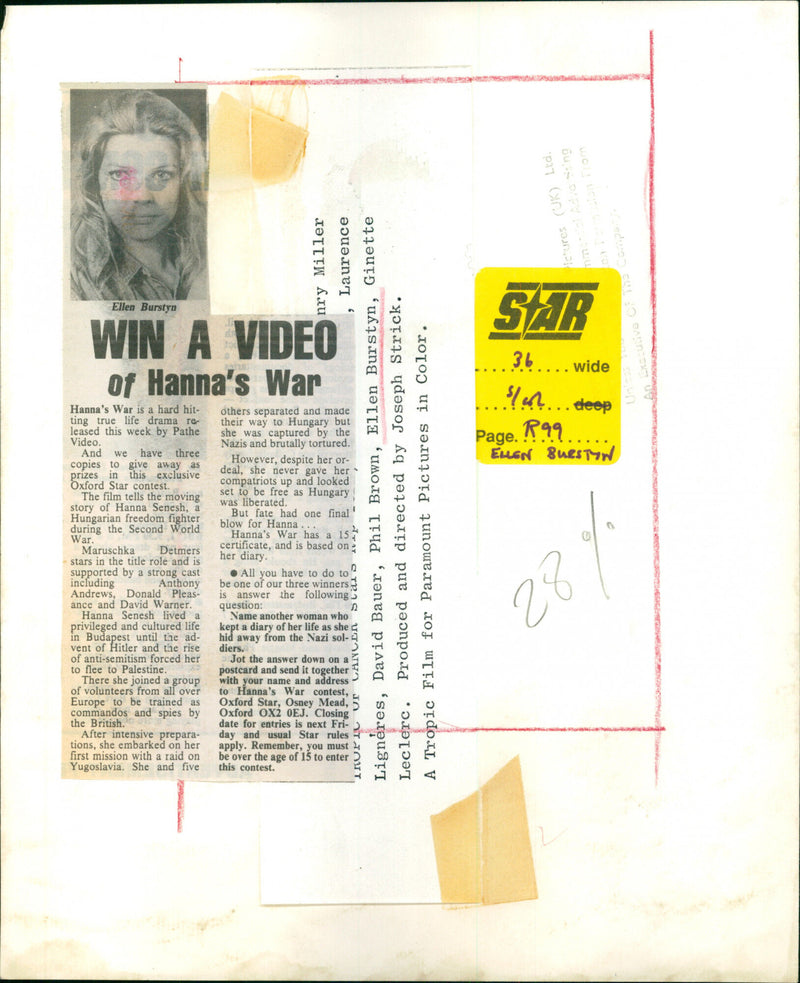 Ellen Burstyn
WIN A VIDEO
of Hanna's War
Hanna's War is a hard hit-
ting true life drama re-
leased this week by Pathe
Video.
And we have three
copies to give away as
prizes in this exclusive
Oxford Star contest.
The film tells the moving
story of Hanna Senesh, a
Hungarian freedom fighter
during the Second World
War.
Maruschka Detmers
stars in the title role and is
supported by a strong cast
including Anthony
Andrews, Donald Pleas-
ance and David Warner.
Hanna Senesh lived a
privileged and cultured life
in Budapest until the ad-
vent of Hitler and the rise
of anti-semitism forced her
to flee to Palestine.
There she joined a group
of volunteers from all over
Europe to be trained as
commandos and spies by
the British.
After intensive prepara-
tions, she embarked on her
first mission with a raid on
Yugoslavia. She and five
others separated and made
their way to Hungary but
she was captured by the
Nazis and brutally tortured.
However, despite her or-
deal, she never gave her
compatriots up and looked
set to be free as Hungary
was liberated.
But fate had one final
blow for Hanna . . .
Hanna's War has a 15
certificate, and is based on
her diary.
● All you have to do to
be one of our three winners
is answer the following
question:
Name another woman who
kept a diary of her life as she
hid away from the Nazi sol-
diers.
Jot the answer down on a
postcard and send it together
with your name and address
to Hanna's War contest,
Oxford Star, Osney Mead,
Oxford OX2 0EJ. Closing
date for entries is next Fri-
day and usual Star rules
apply. Remember, you must
be over the age of 15 to enter
this contest.
nry Miller
TROPIC OF CANCER stars Rip , Laurence
Lignères, David Bauer, Phil Brown, Ellen Burstyn, Ginette
Leclerc. Produced and directed by Joseph Strick.
A Tropic Film for Paramount Pictures in Color.
STAR
36 wide
S/col deep
Page. R99
ELLEN BURSTYN
28%
(UK) Ltd.
An Executive Of The Company